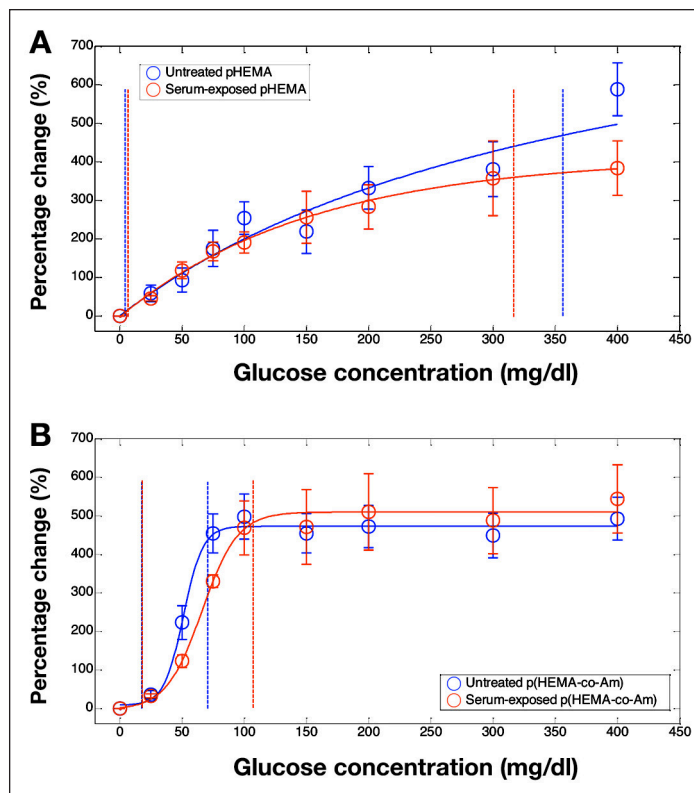 A
Percentage change (%)
700
600
500
400
300
200
100
0
Untreated pHEMA
Serum-exposed pHEMA
0 50 100 150 200 250 300 350 400 450
Glucose concentration (mg/dl)
B
Percentage change (%)
700
600
500
400
300
200
100
0
Untreated p(HEMA-co-Am)
Serum-exposed p(HEMA-co-Am)
0 50 100 150 200 250 300 350 400 450
Glucose concentration (mg/dl)